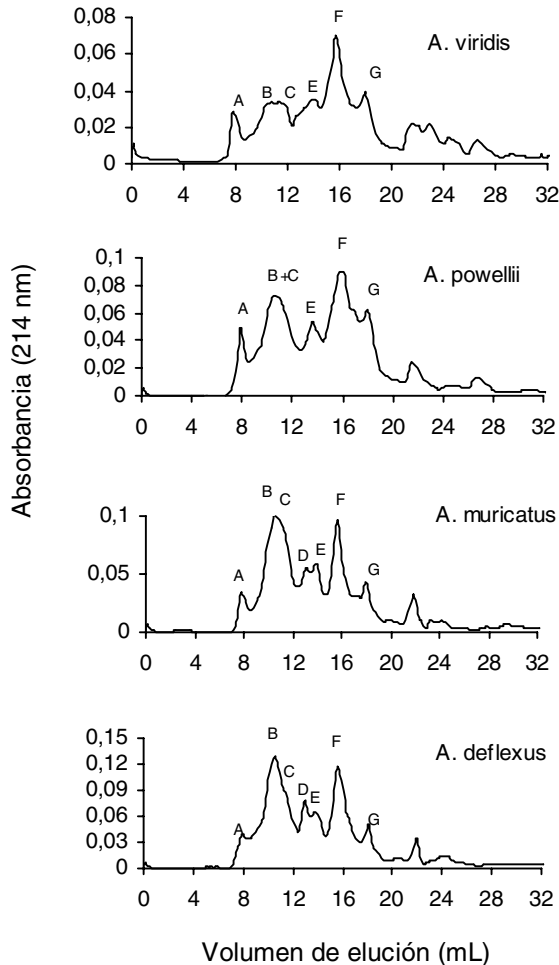 Absorbancia (214 nm)
A. viridis
0,08
0,06
0,04
0,02
0
A B C E F G
0 4 8 12 16 20 24 28 32
A. powellii
0,1
0,08
0,06
0,04
0,02
0
A B+C E F G
0 4 8 12 16 20 24 28 32
A. muricatus
0,1
0,05
0
A B C D E F G
0 4 8 12 16 20 24 28 32
A. deflexus
0,15
0,12
0,09
0,06
0,03
0
A B C D E F G
0 4 8 12 16 20 24 28 32
Volumen de elución (mL)